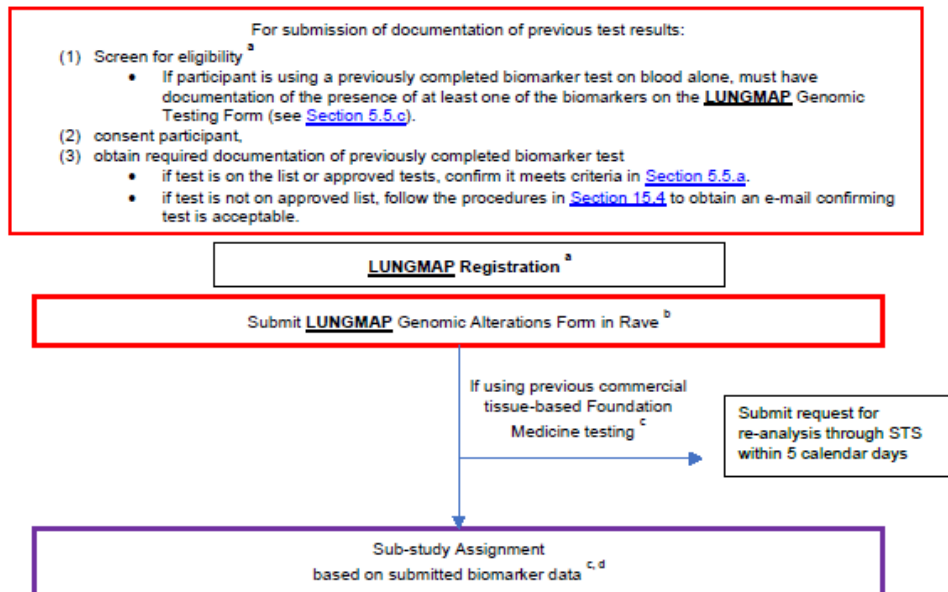 For submission of documentation of previous test results:
(1) Screen for eligibility a
• If participant is using a previously completed biomarker test on blood alone, must have
documentation of the presence of at least one of the biomarkers on the LUNGMAP Genomic
Testing Form (see Section 5.5.c).
(2) consent participant,
(3) obtain required documentation of previously completed biomarker test
• if test is on the list or approved tests, confirm it meets criteria in Section 5.5.a.
• if test is not on approved list, follow the procedures in Section 15.4 to obtain an e-mail confirming
test is acceptable.
LUNGMAP Registration a
Submit LUNGMAP Genomic Alterations Form in Rave b
If using previous commercial
tissue-based Foundation
Medicine testing c
Submit request for
re-analysis through STS
within 5 calendar days
Sub-study Assignment
based on submitted biomarker data c, d